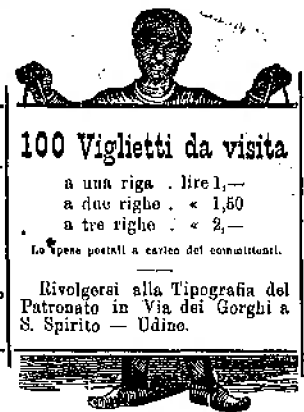 100 Viglietti da visita
a una riga . lire 1,—
a due righe . « 1,50
a tre righe . « 2,—
Le spese postali a carico dei committenti.
Rivolgersi alla Tipografia del
Patronato in Via dei Gorghi a
S. Spirito — Udine.